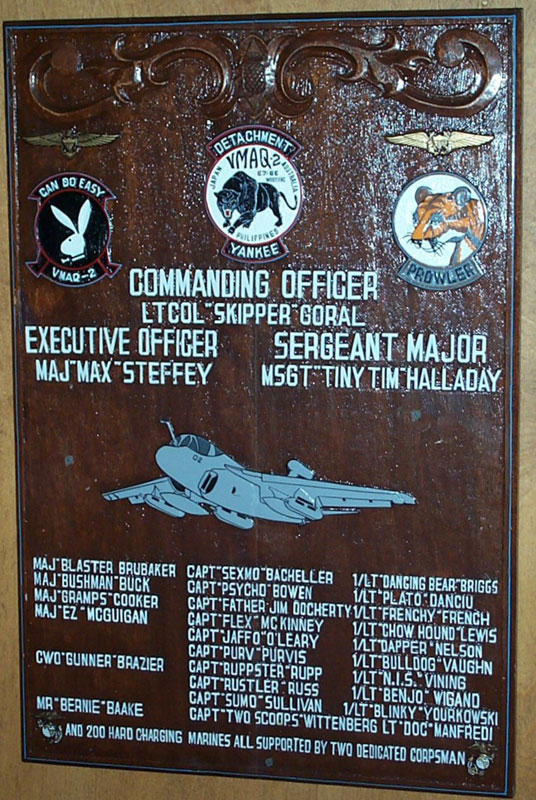 DETACHMENT
VMAQ-2
JAPAN
AUSTRALIA
PHILIPPINES
YANKEE
CAN DO EASY
VMAQ-2
PROWLER
COMMANDING OFFICER
LTCOL "SKIPPER" GORAL
EXECUTIVE OFFICER
MAJ "MAX" STEFFEY
SERGEANT MAJOR
MSGT "TINY TIM" HALLADAY
02
MAJ "BLASTER BRUBAKER
MAJ "BUSHMAN" BUCK
MAJ "GRAMPS" COOKER
MAJ "EZ" MCGUIGAN
CWO "GUNNER" BRAZIER
MR "BERNIE" BAAKE
CAPT "SEXMO" BACHELLER
CAPT "PSYCHO" BOWEN
CAPT "FATHER" JIM DOCHERTY
CAPT "FLEX" MC KINNEY
CAPT "JAFFO" O'LEARY
CAPT "PURV" PURVIS
CAPT "RUPPSTER" RUPP
CAPT "RUSTLER" RUSS
CAPT "SUMO" SULLIVAN
CAPT "TWO SCOOPS" WITTENBERG
1/LT "DANCING BEAR" BRIGGS
1/LT "PLATO" DANCIU
1/LT "FRENCHY" FRENCH
1/LT "CHOW HOUND" LEWIS
1/LT "DAPPER" NELSON
1/LT "BULLDOG" VAUGHN
1/LT "N.I.S." VINING
1/LT "BENJO" WIGAND
1/LT "BLINKY" YOURKOWSKI
LT "DOC" MANFREDI
AND 200 HARD CHARGING MARINES ALL SUPPORTED BY TWO DEDICATED CORPSMAN